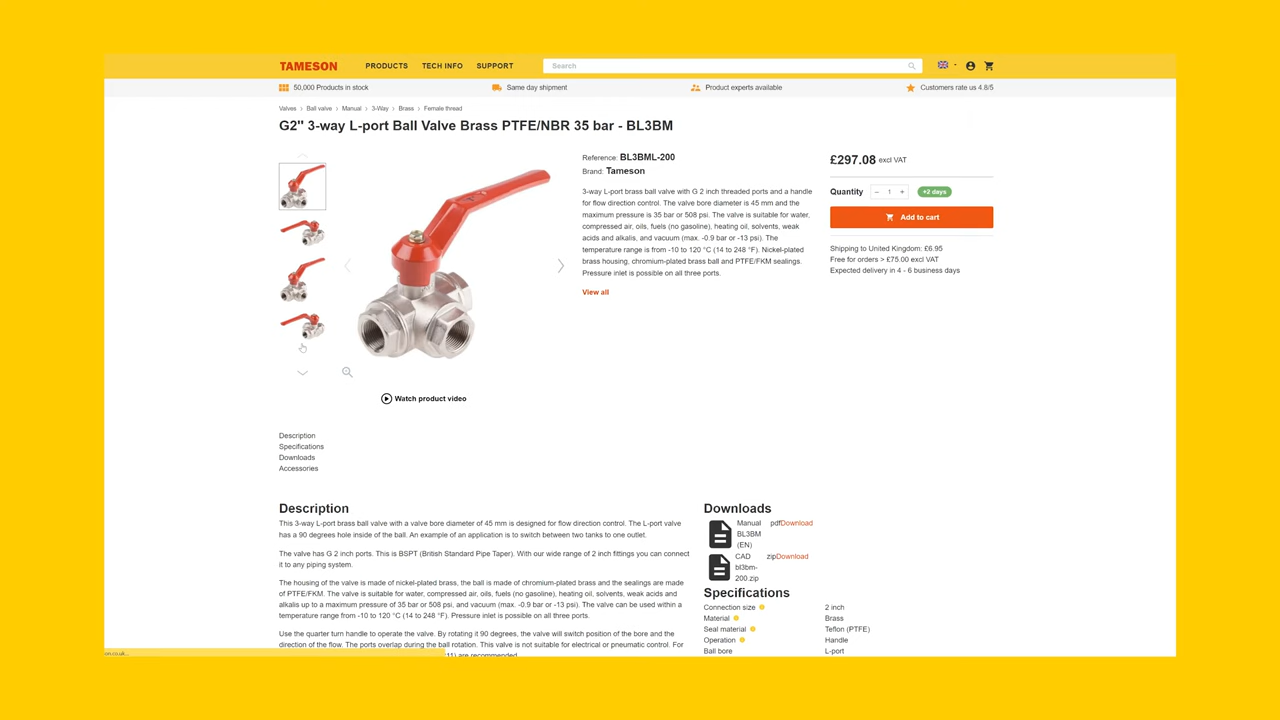 TAMESON
PRODUCTS
TECH INFO
SUPPORT
Search
50,000 Products in stock
Same day shipment
Product experts available
Customers rate us 4.8/5
Valves > Ball valve > Manual > 3-Way > Brass > Female thread
G2" 3-way L-port Ball Valve Brass PTFE/NBR 35 bar - BL3BM
Reference: BL3BML-200
Brand: Tameson
3-way L-port brass ball valve with G 2 inch threaded ports and a handle
for flow direction control. The valve bore diameter is 45 mm and the
maximum pressure is 35 bar or 508 psi. The valve is suitable for water,
compressed air, oils, fuels (no gasoline), heating oil, solvents, weak
acids and alkalis, and vacuum (max. -0.9 bar or -13 psi). The
temperature range is from -10 to 120 °C (14 to 248 °F). Nickel-plated
brass housing, chromium-plated brass ball and PTFE/FKM sealings.
Pressure inlet is possible on all three ports.
View all
£297.08 excl VAT
Quantity
− 1 +
+2 days
Add to cart
Shipping to United Kingdom: £6.95
Free for orders > £75.00 excl VAT
Expected delivery in 4 - 6 business days
Watch product video
Description
Specifications
Downloads
Accessories
Description
This 3-way L-port brass ball valve with a valve bore diameter of 45 mm is designed for flow direction control. The L-port valve
has a 90 degrees hole inside of the ball. An example of an application is to switch between two tanks to one outlet.
The valve has G 2 inch ports. This is BSPT (British Standard Pipe Taper). With our wide range of 2 inch fittings you can connect
it to any piping system.
The housing of the valve is made of nickel-plated brass, the ball is made of chromium-plated brass and the sealings are made
of PTFE/FKM. The valve is suitable for water, compressed air, oils, fuels (no gasoline), heating oil, solvents, weak acids and
alkalis up to a maximum pressure of 35 bar or 508 psi, and vacuum (max. -0.9 bar or -13 psi). The valve can be used within a
temperature range from -10 to 120 °C (14 to 248 °F). Pressure inlet is possible on all three ports.
Use the quarter turn handle to operate the valve. By rotating it 90 degrees, the valve will switch position of the bore and the
direction of the flow. The ports overlap during the ball rotation. This valve is not suitable for electrical or pneumatic control. For
11) are recommended.
on.co.uk...
Downloads
Manual pdf Download
BL3BM
(EN)
CAD zip Download
bl3bm-
200.zip
Specifications
Connection size 2 inch
Material Brass
Seal material Teflon (PTFE)
Operation Handle
Ball bore L-port